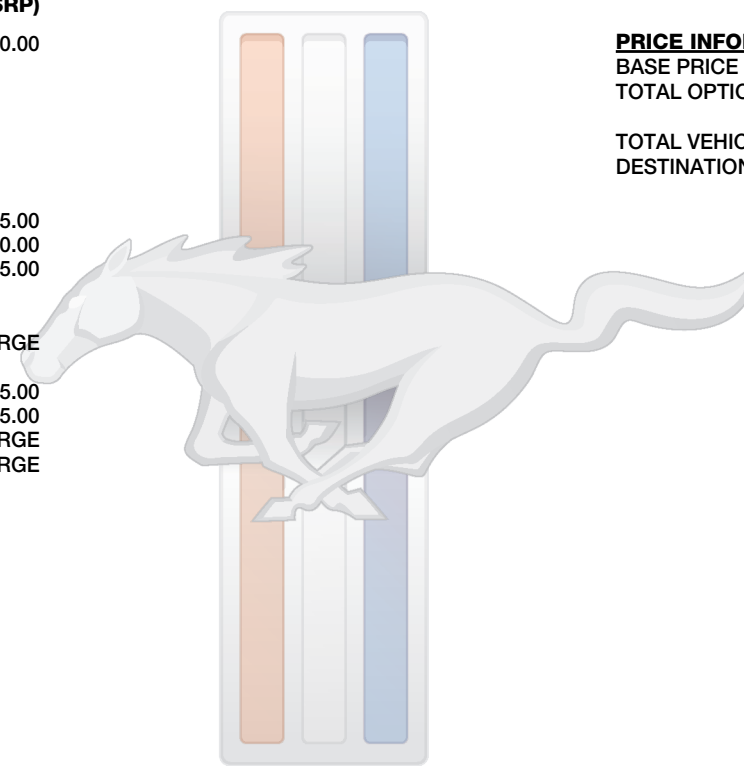 SRP)
0.00
5.00
0.00
5.00
RGE
5.00
5.00
RGE
RGE
PRICE INFO
BASE PRICE
TOTAL OPTIO
TOTAL VEHIC
DESTINATION